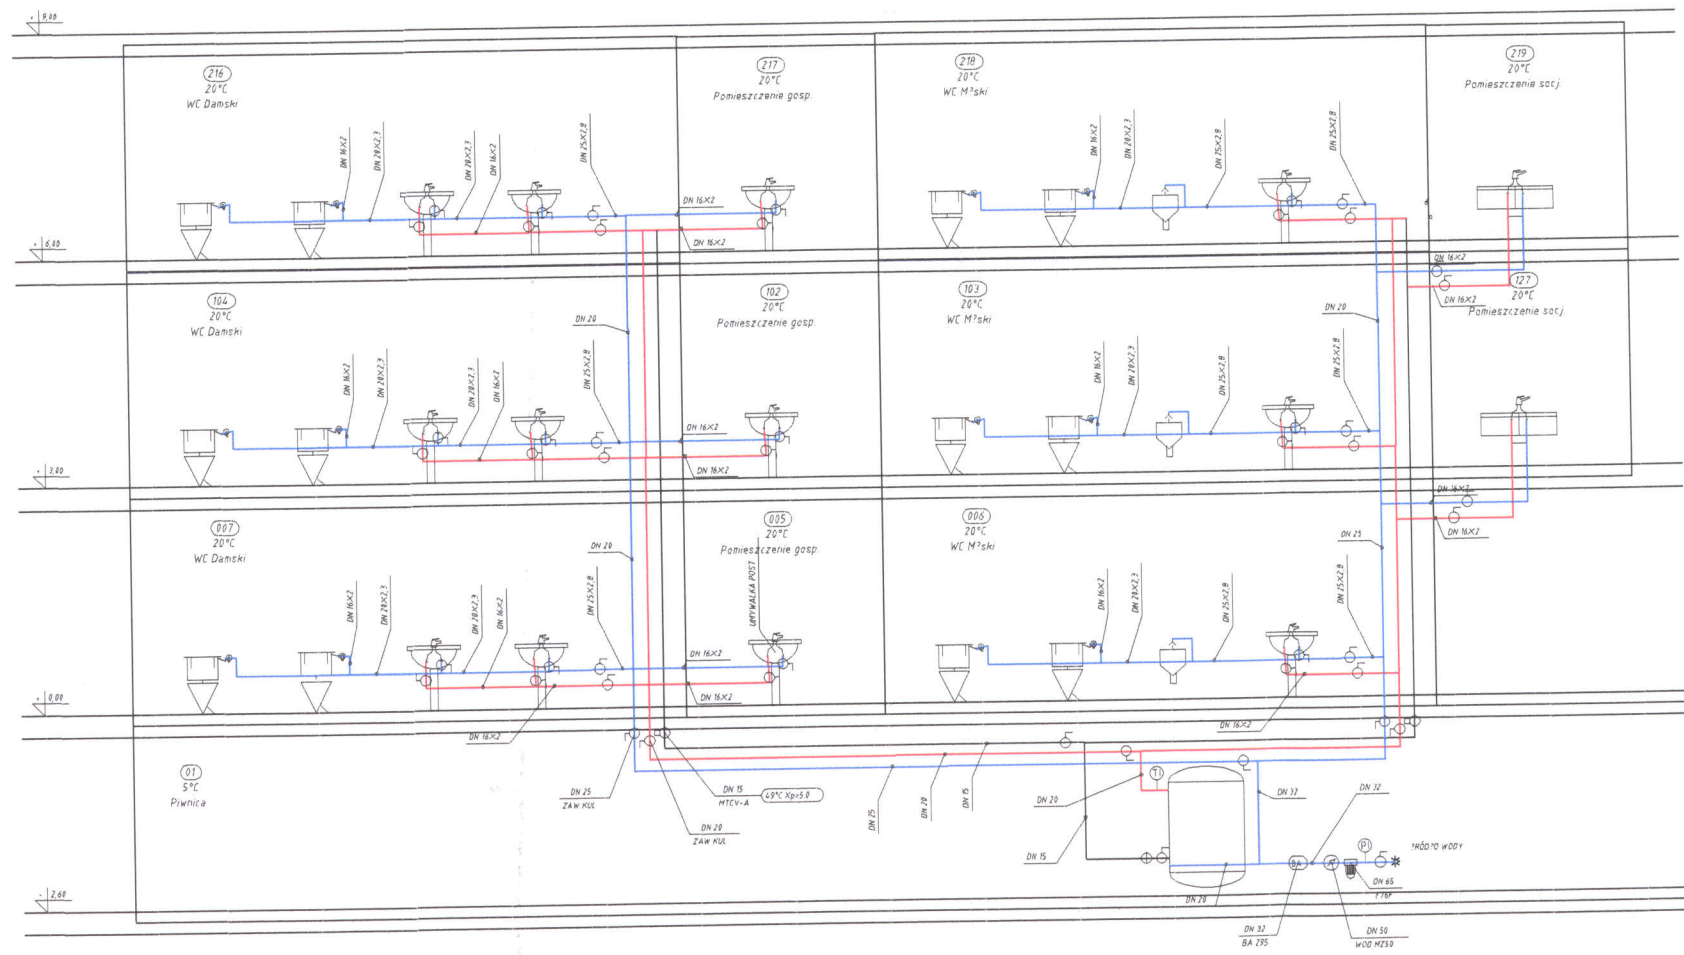 + 9,00
216
20°C
WC Damski
217
20°C
Pomieszczenie gosp.
218
20°C
WC M?ski
219
20°C
Pomieszczenie socj.
DN 16X2
DN 20X2,3
DN 20X2,3
DN 16X2
DN 25X2,8
DN 16X2
DN 16X2
DN 16X2
DN 20X2,3
DN 25X2,8
DN 25X2,8
+ 6,00
DN 16X2
DN 16X2
104
20°C
WC Damski
102
20°C
Pomieszczenie gosp.
103
20°C
WC M?ski
127
20°C
Pomieszczenie socj.
DN 20
DN 20
DN 16X2
DN 20X2,3
DN 20X2,3
DN 16X2
DN 25X2,8
DN 16X2
DN 16X2
DN 16X2
DN 20X2,3
DN 25X2,8
DN 25X2,8
+ 3,00
DN 16X2
DN 16X2
007
20°C
WC Damski
005
20°C
Pomieszczenie gosp.
006
20°C
WC M?ski
DN 20
DN 25
DN 16X2
DN 20X2,3
DN 20X2,3
DN 16X2
DN 25X2,8
UMYWALKA POST
DN 16X2
DN 16X2
DN 16X2
DN 20X2,3
DN 25X2,8
DN 25X2,8
+ 0,00
DN 16X2
DN 16X2
01
5°C
Piwnica
DN 25
ZAW KUL
DN 15
MTCV-A
49°C Xp=5.0
DN 20
ZAW KUL
DN 25
DN 20
DN 15
DN 20
TI
DN 32
DN 32
DN 15
BA
PI
?RÓD?O WODY
DN 65
F76F
DN 20
DN 32
BA 295
DN 50
WOD MZ50
- 2,60